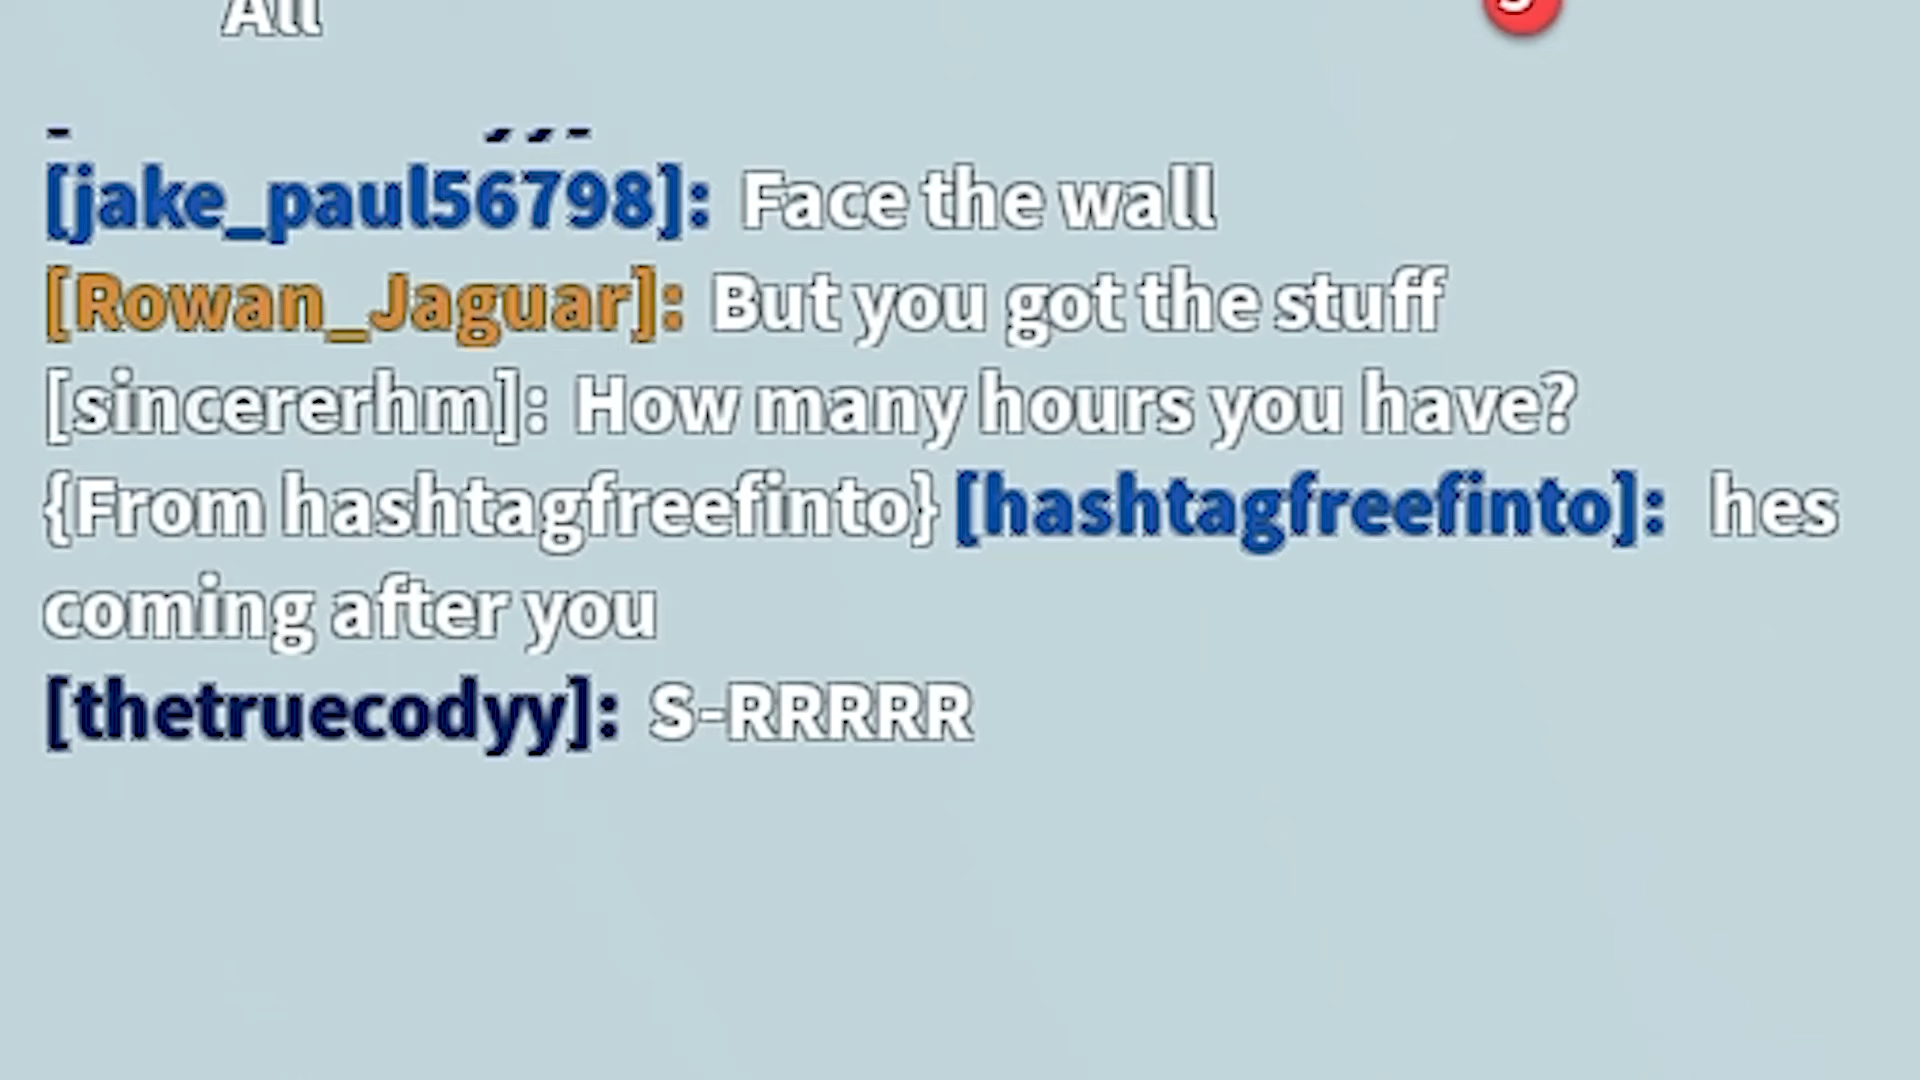 All
[jake_paul56798]: Face the wall
[Rowan_Jaguar]: But you got the stuff
[sincererhm]: How many hours you have?
{From hashtagfreefinto} [hashtagfreefinto]: hes
coming after you
[thetruecodyy]: S-RRRRR